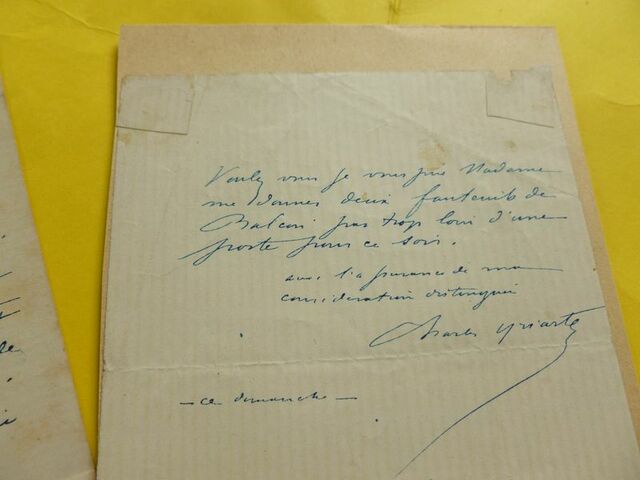 Voulez vous je vous prie Madame
me donner deux fauteuils de
Balcon pas trop loin d'une
porte pour ce soir.
avec l'assurance de ma
considération distinguée
Charles Yriarte
— ce dimanche —